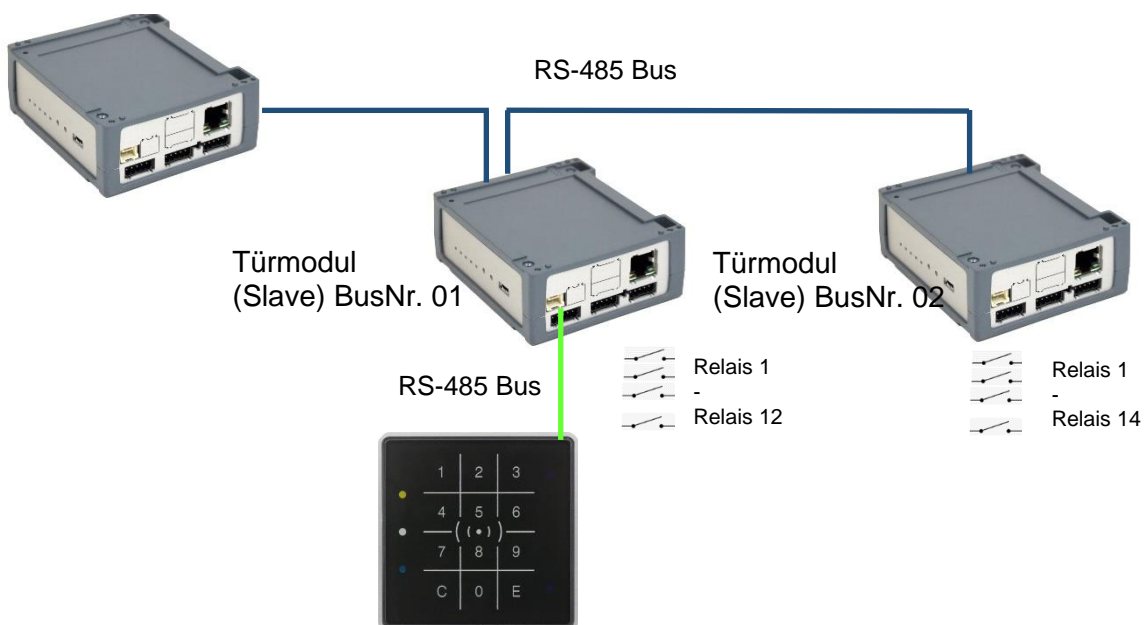 RS-485 Bus
Türmodul
(Slave) BusNr. 01
Türmodul
(Slave) BusNr. 02
RS-485 Bus
Relais 1
-
Relais 12
Relais 1
-
Relais 14
1 2 3
4 5 6
7 8 9
C 0 E